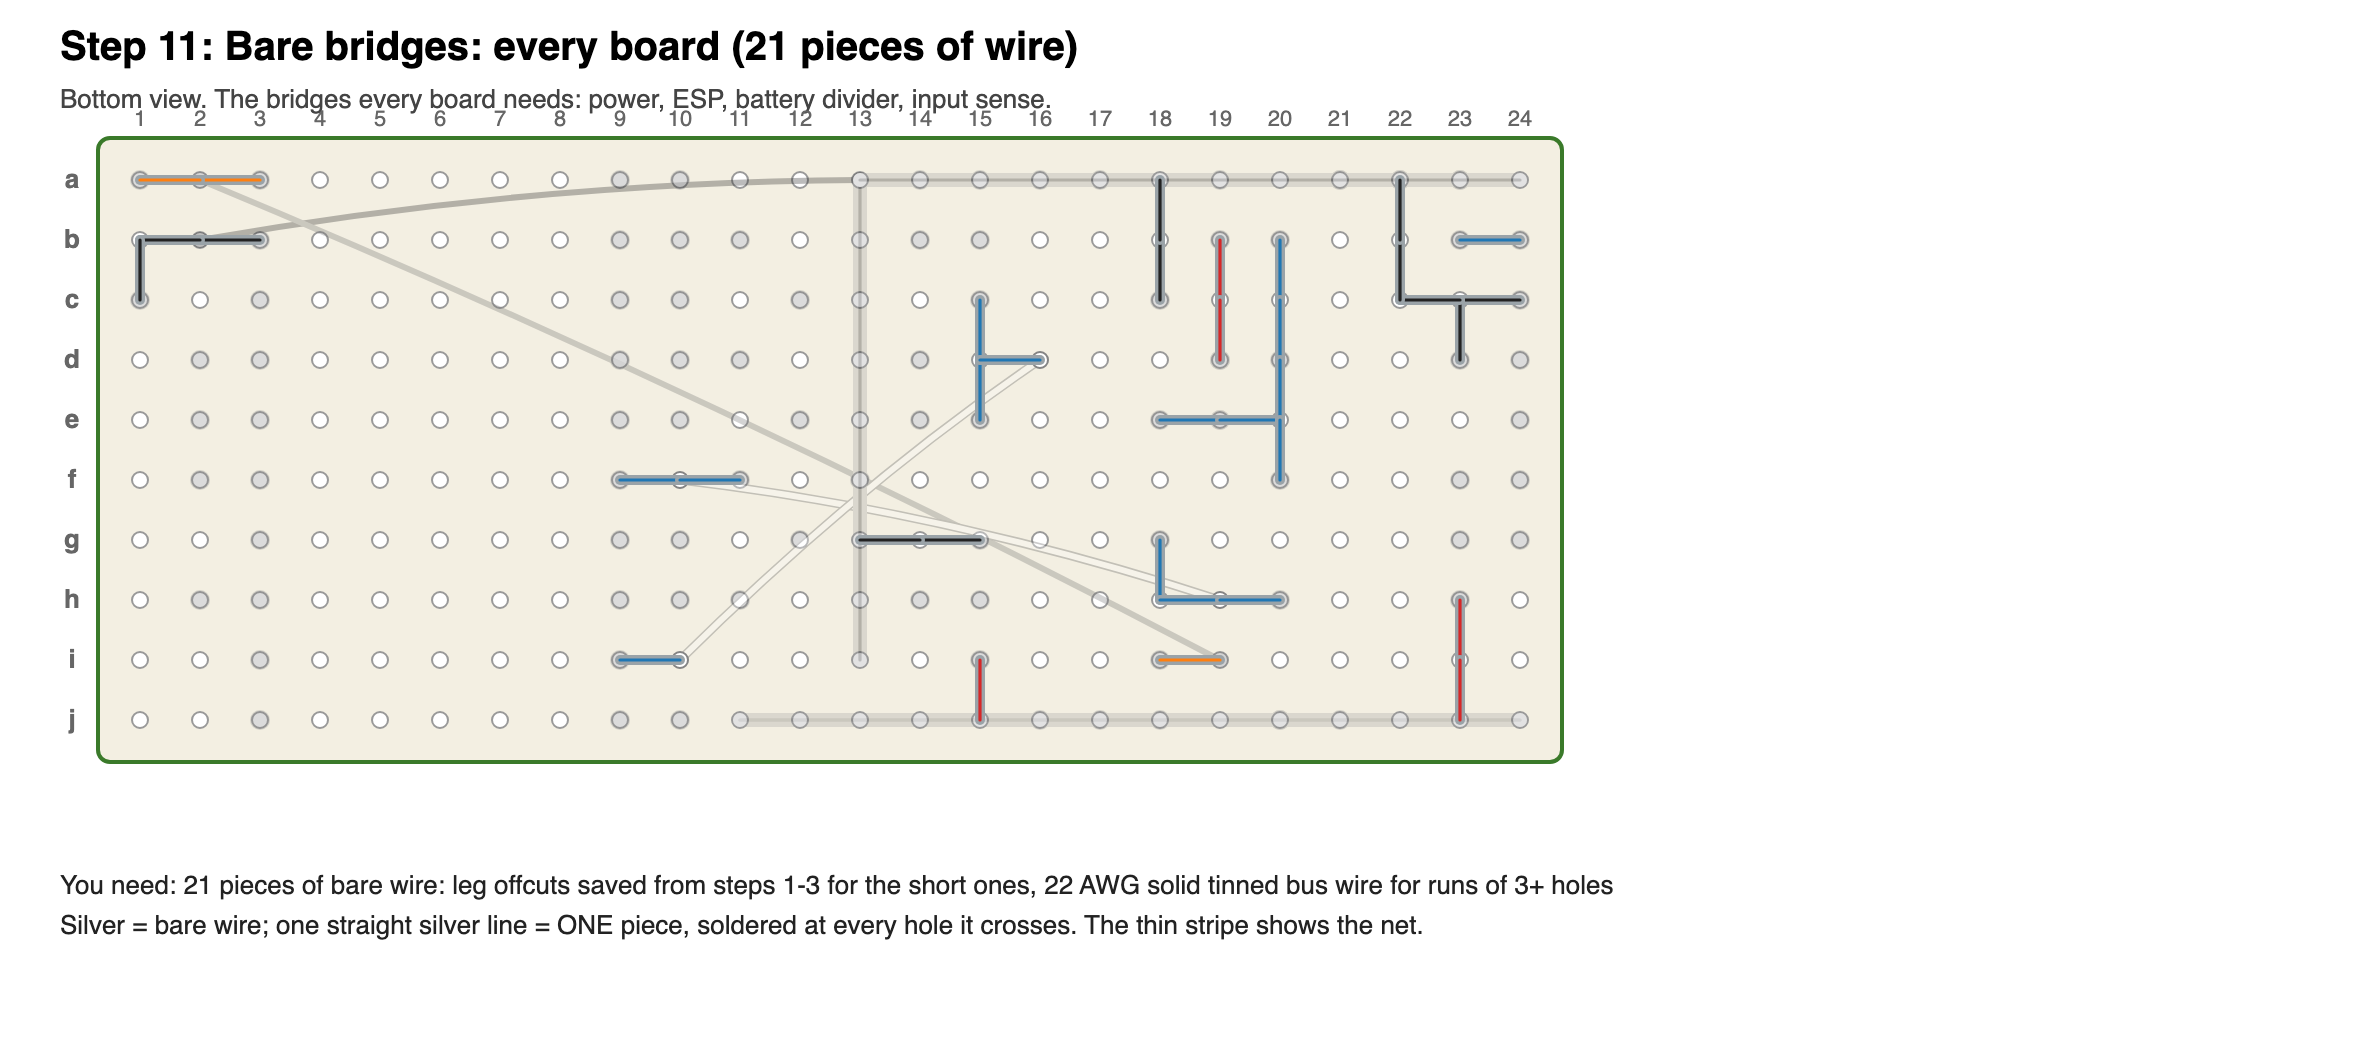 Step 11: Bare bridges: every board (21 pieces of wire)
Bottom view. The bridges every board needs: power, ESP, battery divider, input sense.
1 2 3 4 5 6 7 8 9 10 11 12 13 14 15 16 17 18 19 20 21 22 23 24
a
b
c
d
e
f
g
h
i
j
You need: 21 pieces of bare wire: leg offcuts saved from steps 1-3 for the short ones, 22 AWG solid tinned bus wire for runs of 3+ holes
Silver = bare wire; one straight silver line = ONE piece, soldered at every hole it crosses. The thin stripe shows the net.